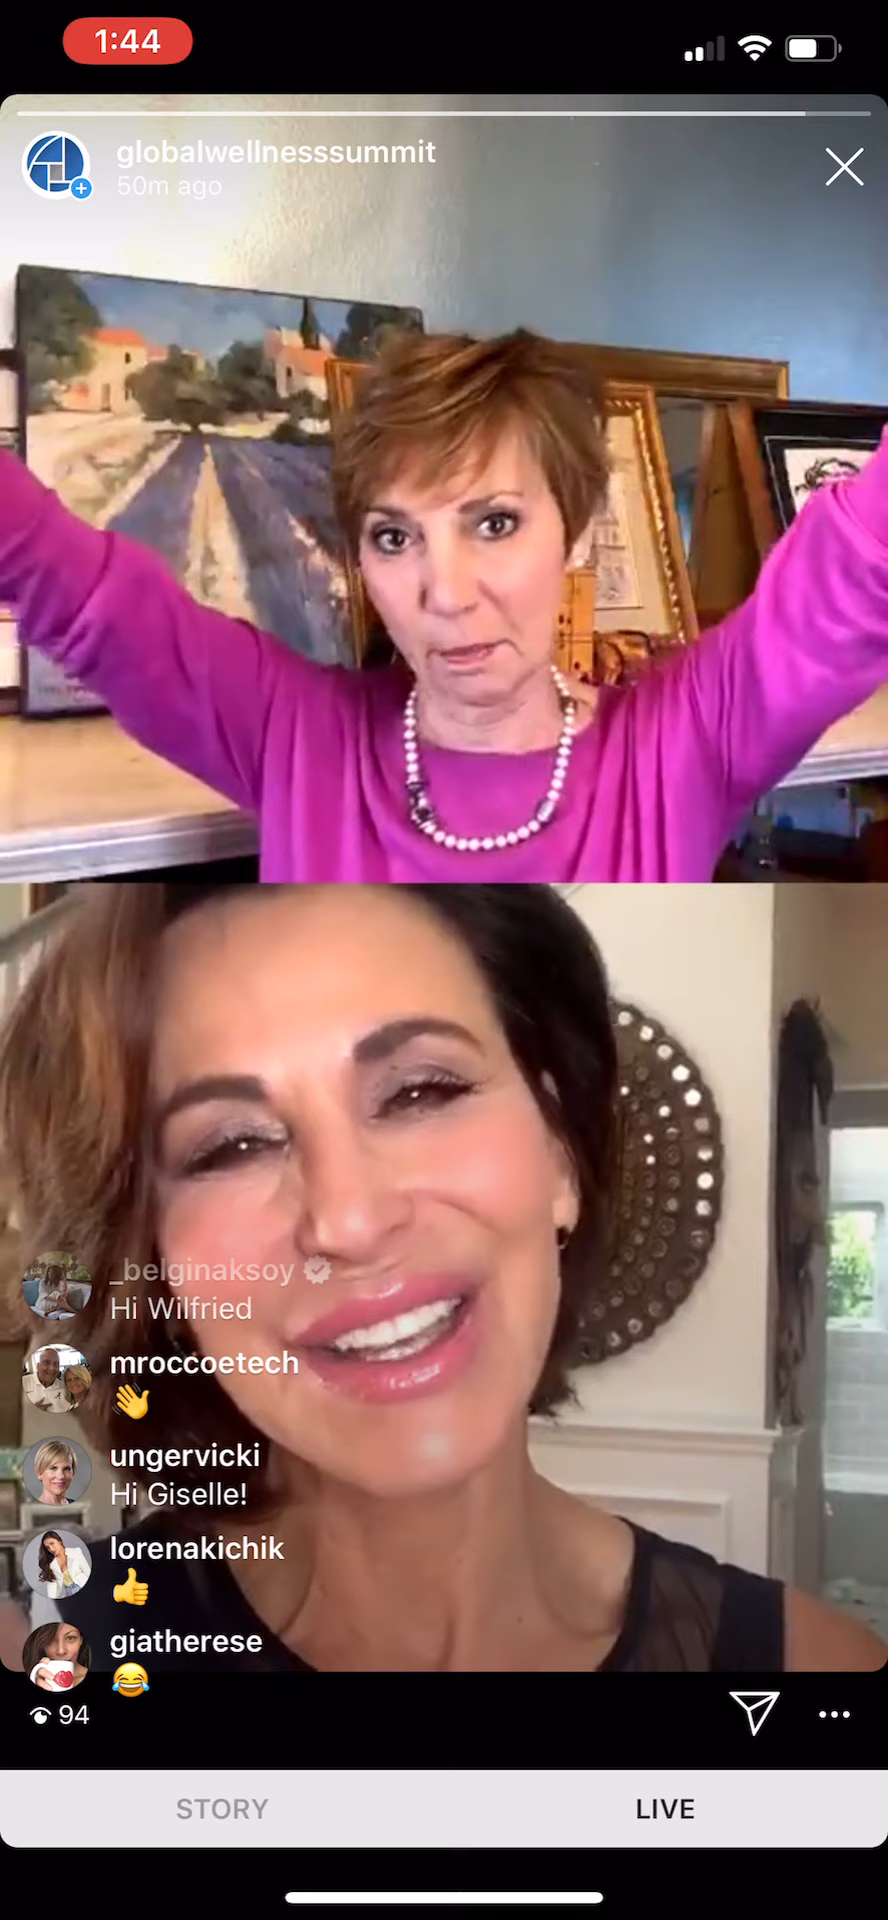 1:44
globalwellnesssummit
50m ago
_belginaksoy
Hi Wilfried
mroccoetech
👋
ungervicki
Hi Giselle!
lorenakichik
👍
giatherese
😂
94
STORY
LIVE